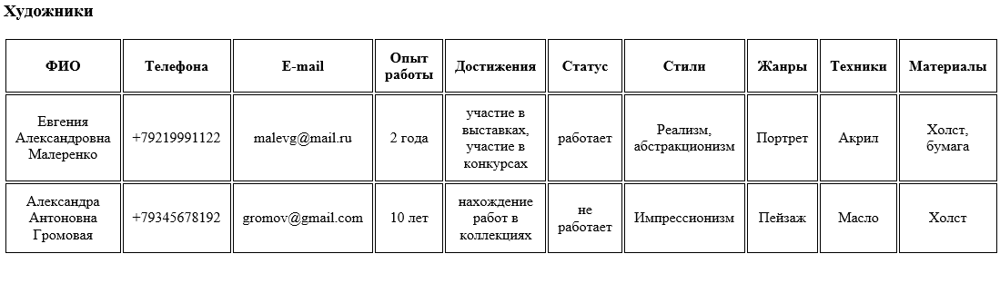 Художники
ФИО Телефона E-mail Опыт работы Достижения Статус Стили Жанры Техники Материалы
Евгения Александровна Малеренко +79219991122 malevg@mail.ru 2 года участие в выставках, участие в конкурсах работает Реализм, абстракционизм Портрет Акрил Холст, бумага
Александра Антоновна Громовая +79345678192 gromov@gmail.com 10 лет нахождение работ в коллекциях не работает Импрессионизм Пейзаж Масло Холст